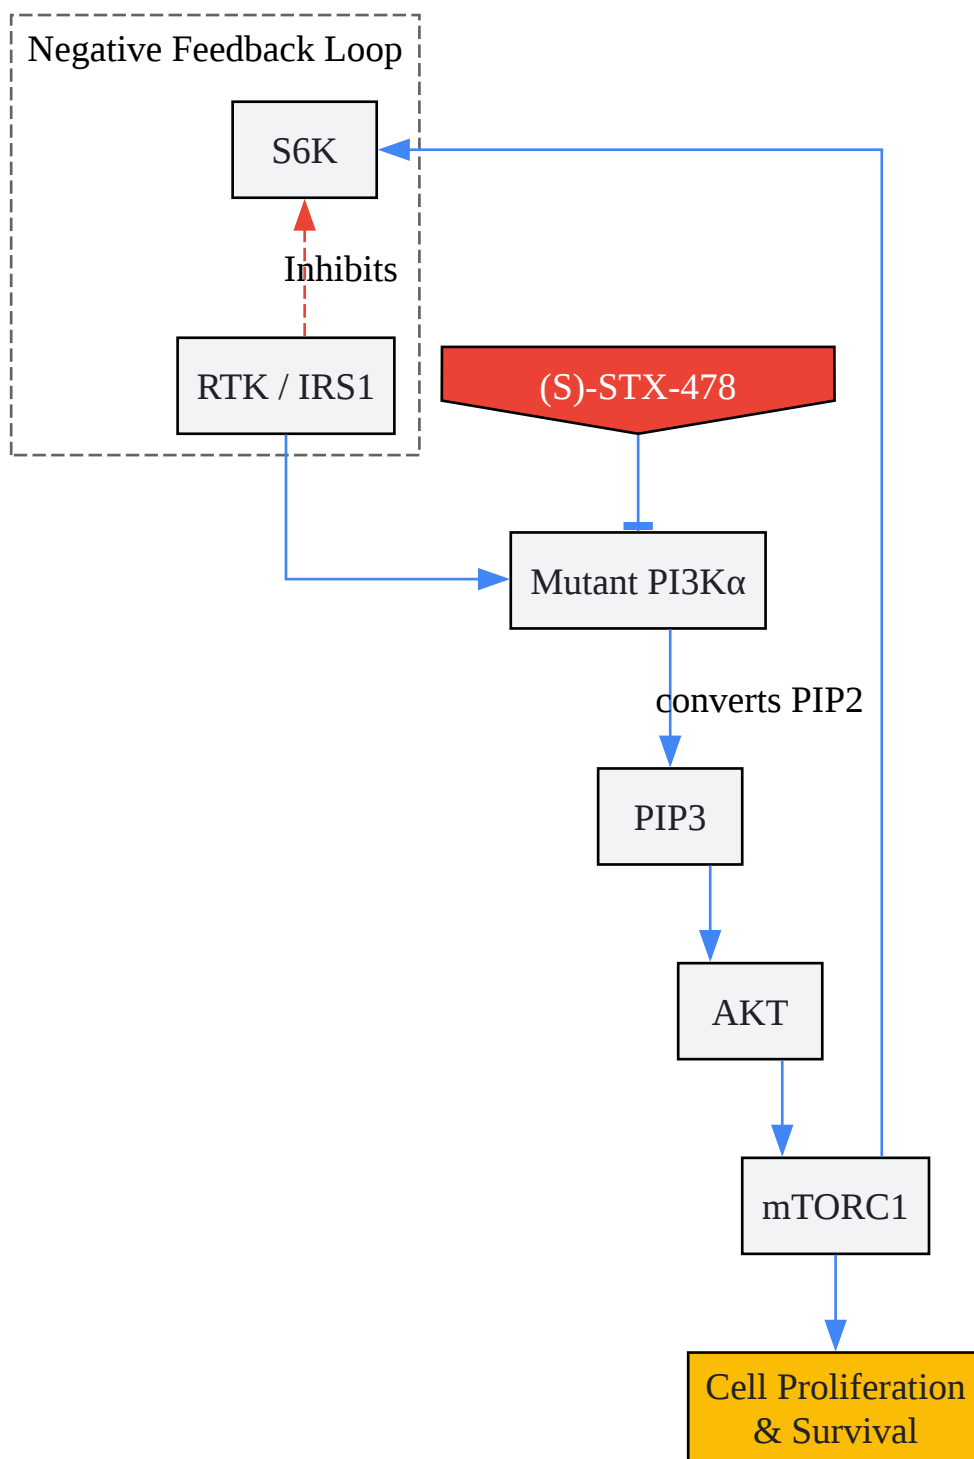 Negative Feedback Loop
S6K
Inhibits
RTK / IRS1
(S)-STX-478
Mutant PI3Kα
converts PIP2
PIP3
AKT
mTORC1
Cell Proliferation
& Survival